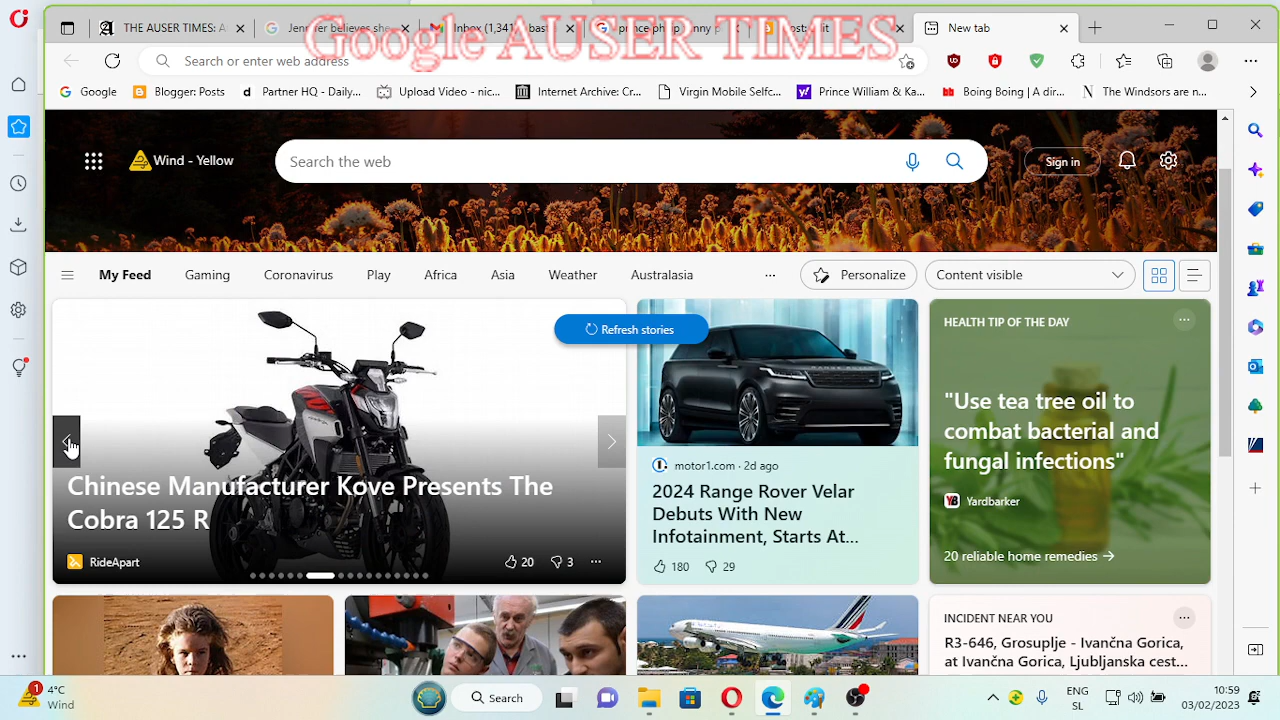 THE AUSER TIMES: A
Jennifer believes she
Inbox (1,341)
prince philip funny p
New tab
Google AUSER TIMES
Search or enter web address
Google
Blogger: Posts
Partner HQ - Daily...
Upload Video - nic...
Internet Archive: Cr...
Virgin Mobile Selfc...
Prince William & Ka...
Boing Boing | A dir...
The Windsors are n...
Wind - Yellow
Search the web
Sign in
My Feed
Gaming
Coronavirus
Play
Africa
Asia
Weather
Australasia
...
Personalize
Content visible
Refresh stories
Chinese Manufacturer Kove Presents The
Cobra 125 R
RideApart
20
3
motor1.com · 2d ago
2024 Range Rover Velar
Debuts With New
Infotainment, Starts At...
180
29
HEALTH TIP OF THE DAY
"Use tea tree oil to
combat bacterial and
fungal infections"
Yardbarker
20 reliable home remedies →
INCIDENT NEAR YOU
R3-646, Grosuplje - Ivančna Gorica,
at Ivančna Gorica, Ljubljanska cest...
1
4°C
Wind
Search
ENG
SL
10:59
03/02/2023